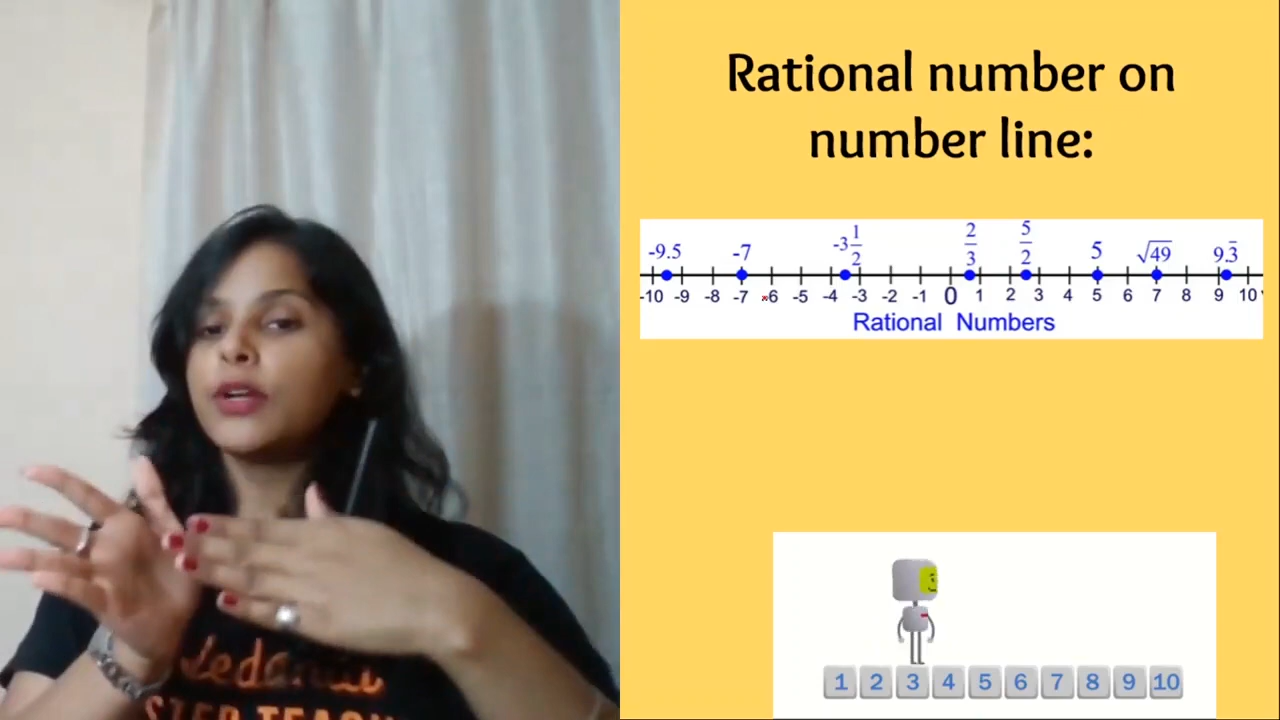 Rational number on
number line:
-9.5 -7 -3 1/2 2/3 5/2 5 √49 9.3̅
-10 -9 -8 -7 -6 -5 -4 -3 -2 -1 0 1 2 3 4 5 6 7 8 9 10
Rational Numbers
1 2 3 4 5 6 7 8 9 10